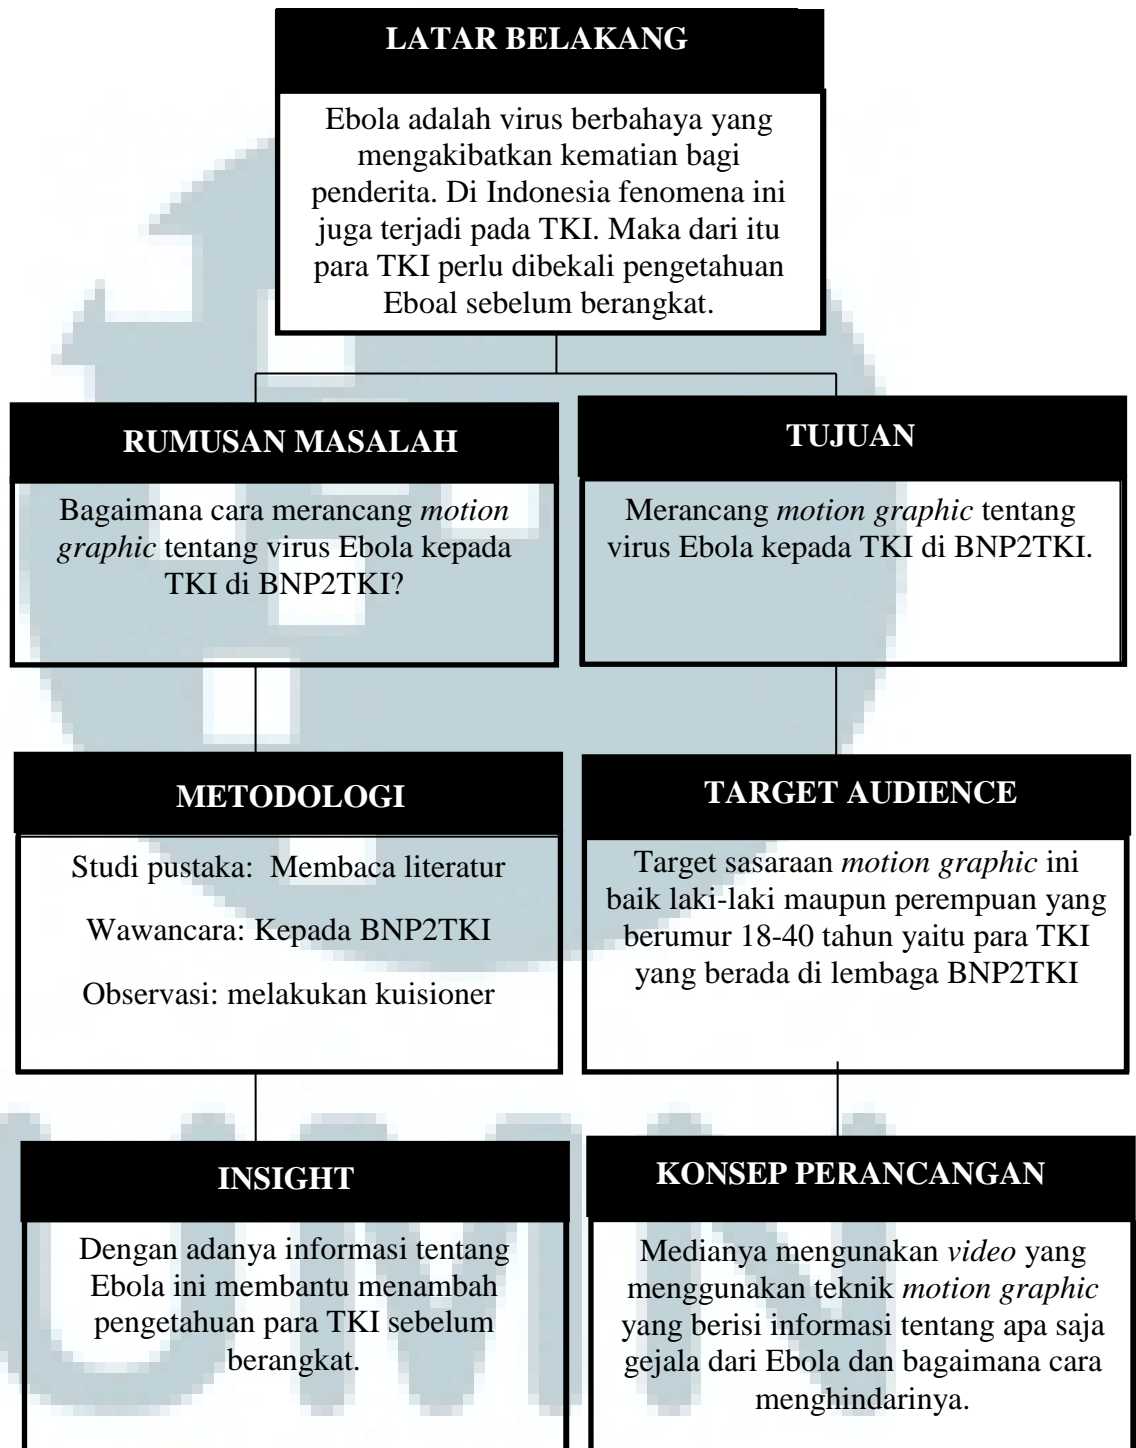 LATAR BELAKANG
Ebola adalah virus berbahaya yang
mengakibatkan kematian bagi
penderita. Di Indonesia fenomena ini
juga terjadi pada TKI. Maka dari itu
para TKI perlu dibekali pengetahuan
Eboal sebelum berangkat.
RUMUSAN MASALAH
Bagaimana cara merancang motion
graphic tentang virus Ebola kepada
TKI di BNP2TKI?
TUJUAN
Merancang motion graphic tentang
virus Ebola kepada TKI di BNP2TKI.
METODOLOGI
Studi pustaka:  Membaca literatur
Wawancara: Kepada BNP2TKI
Observasi: melakukan kuisioner
TARGET AUDIENCE
Target sasaraan motion graphic ini
baik laki-laki maupun perempuan yang
berumur 18-40 tahun yaitu para TKI
yang berada di lembaga BNP2TKI
INSIGHT
Dengan adanya informasi tentang
Ebola ini membantu menambah
pengetahuan para TKI sebelum
berangkat.
KONSEP PERANCANGAN
Medianya mengunakan video yang
menggunakan teknik motion graphic
yang berisi informasi tentang apa saja
gejala dari Ebola dan bagaimana cara
menghindarinya.
UMN